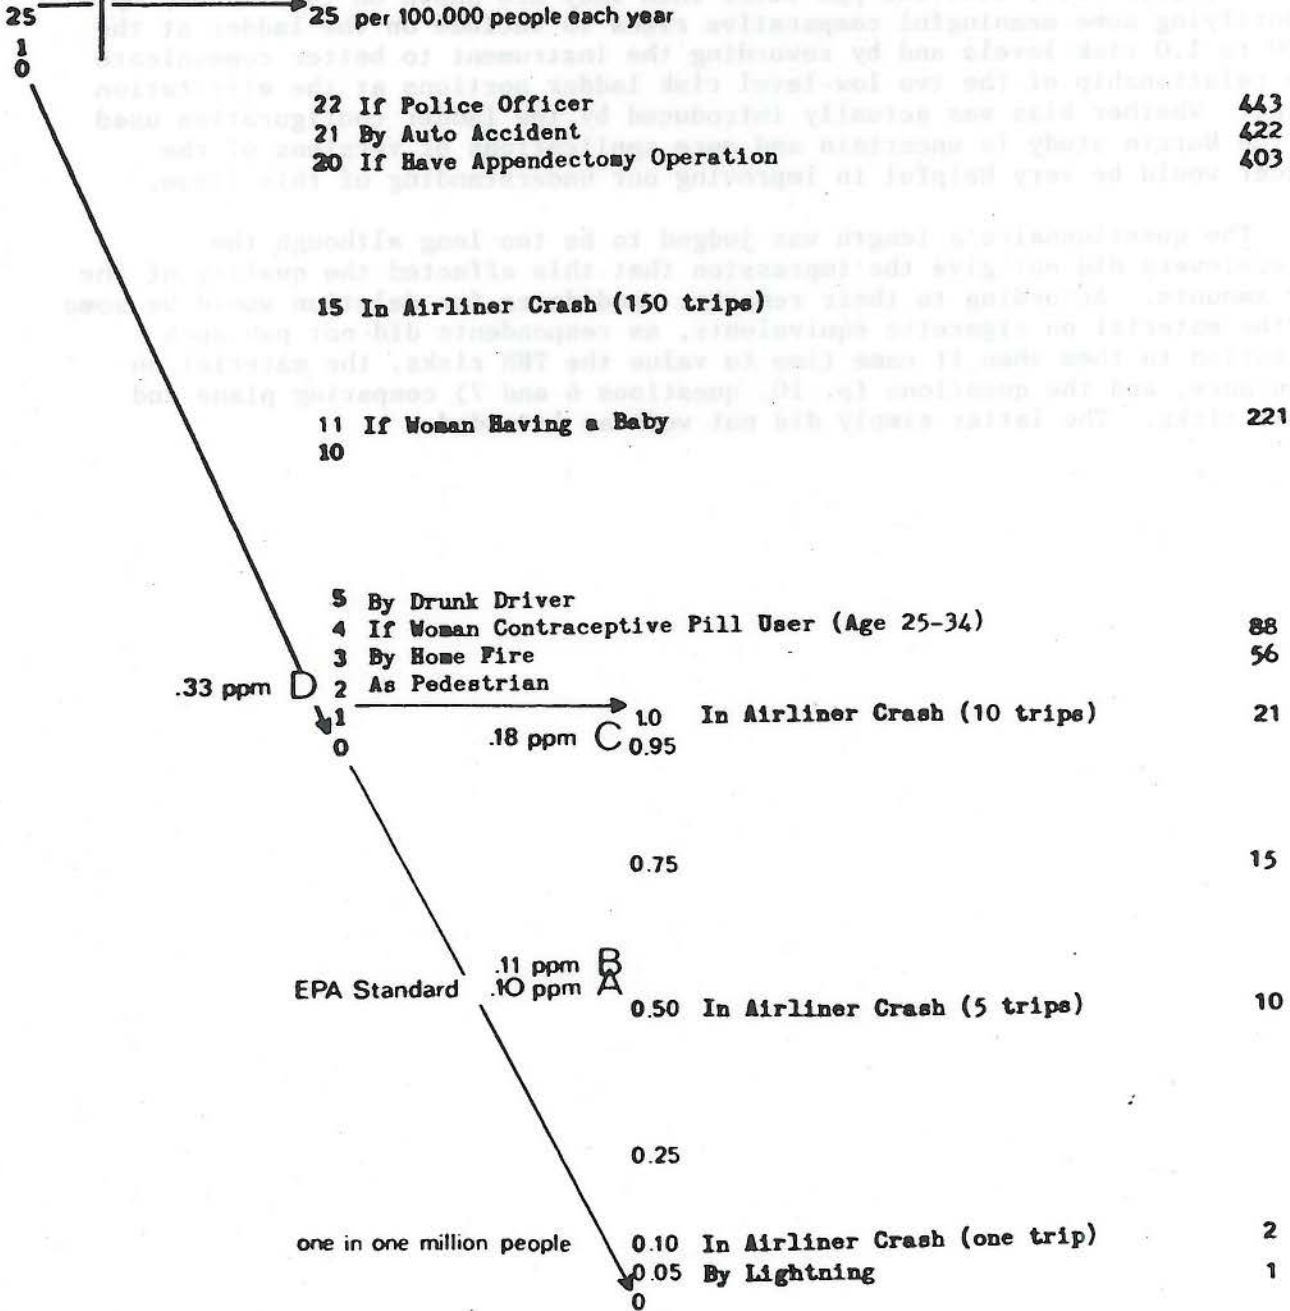 25 25 per 100,000 people each year
1
0
22 If Police Officer 443
21 By Auto Accident 422
20 If Have Appendectomy Operation 403
15 In Airliner Crash (150 trips)
11 If Woman Having a Baby 221
10
5 By Drunk Driver
4 If Woman Contraceptive Pill User (Age 25-34) 88
3 By Home Fire 56
.33 ppm D 2 As Pedestrian
1 1.0 In Airliner Crash (10 trips) 21
0 .18 ppm C 0.95
0.75 15
.11 ppm B
EPA Standard .10 ppm A
0.50 In Airliner Crash (5 trips) 10
0.25
one in one million people 0.10 In Airliner Crash (one trip) 2
0.05 By Lightning 1
0